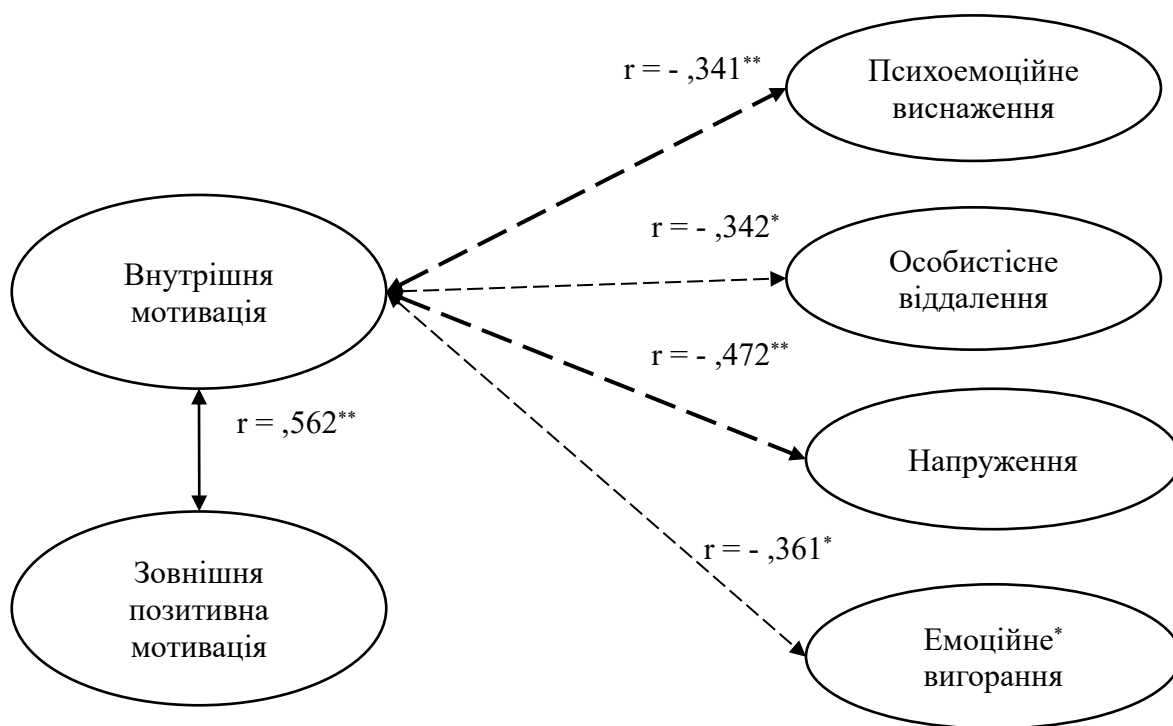 r = - ,341**
Психоемоційне
виснаження
r = - ,342*
Особистісне
віддалення
Внутрішня
мотивація
r = - ,472**
r = ,562**
Напруження
r = - ,361*
Зовнішня
позитивна
мотивація
Емоційне*
вигорання